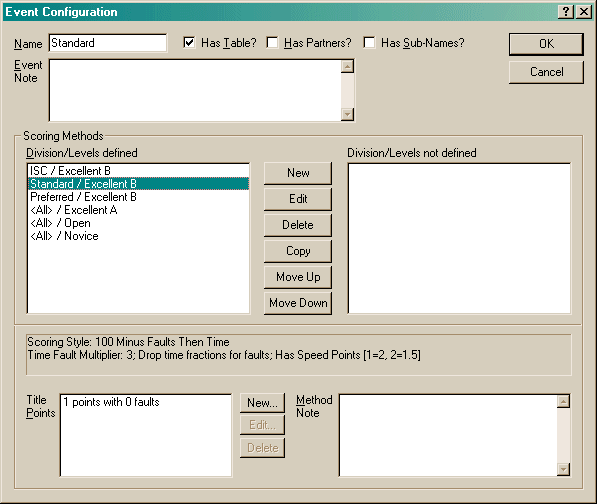 Event Configuration
Name Standard Has Table? Has Partners? Has Sub-Names? OK
Event Note Cancel
Scoring Methods
Division/Levels defined Division/Levels not defined
ISC / Excellent B New
Standard / Excellent B
Preferred / Excellent B Edit
<All> / Excellent A
<All> / Open Delete
<All> / Novice
Copy
Move Up
Move Down
Scoring Style: 100 Minus Faults Then Time
Time Fault Multiplier: 3; Drop time fractions for faults; Has Speed Points [1=2, 2=1.5]
Title Points 1 points with 0 faults New... Method Note
Edit...
Delete